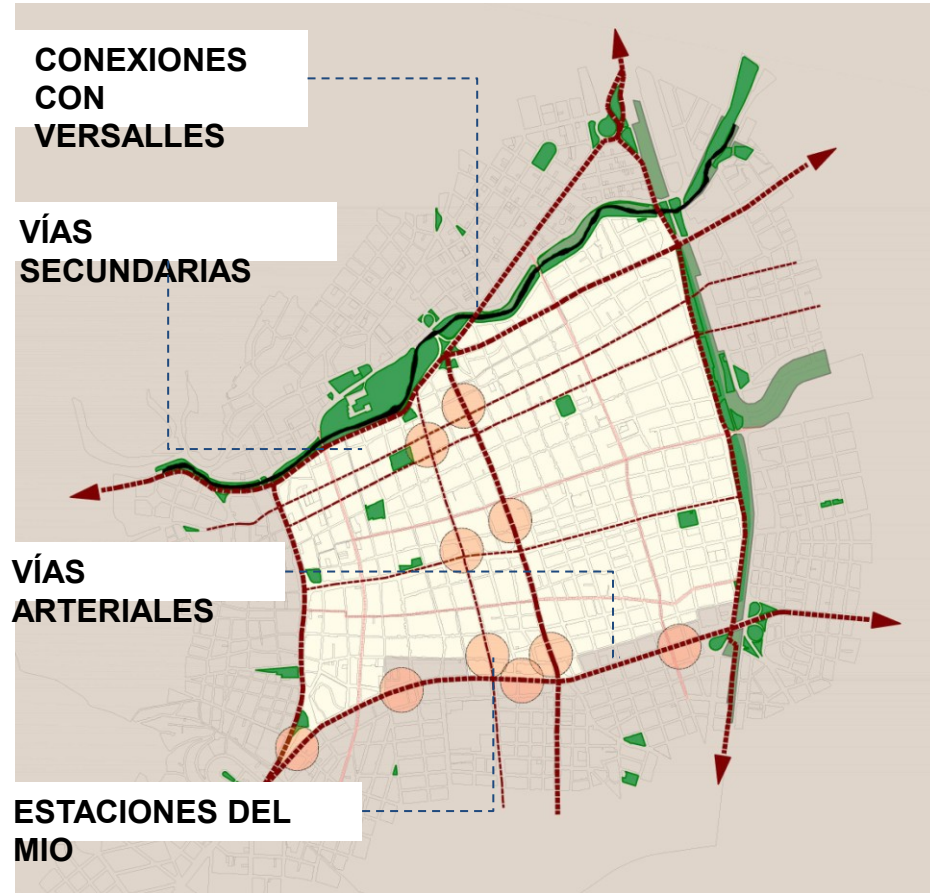 CONEXIONES
CON
VERSALLES
VÍAS
SECUNDARIAS
VÍAS
ARTERIALES
ESTACIONES DEL
MIO